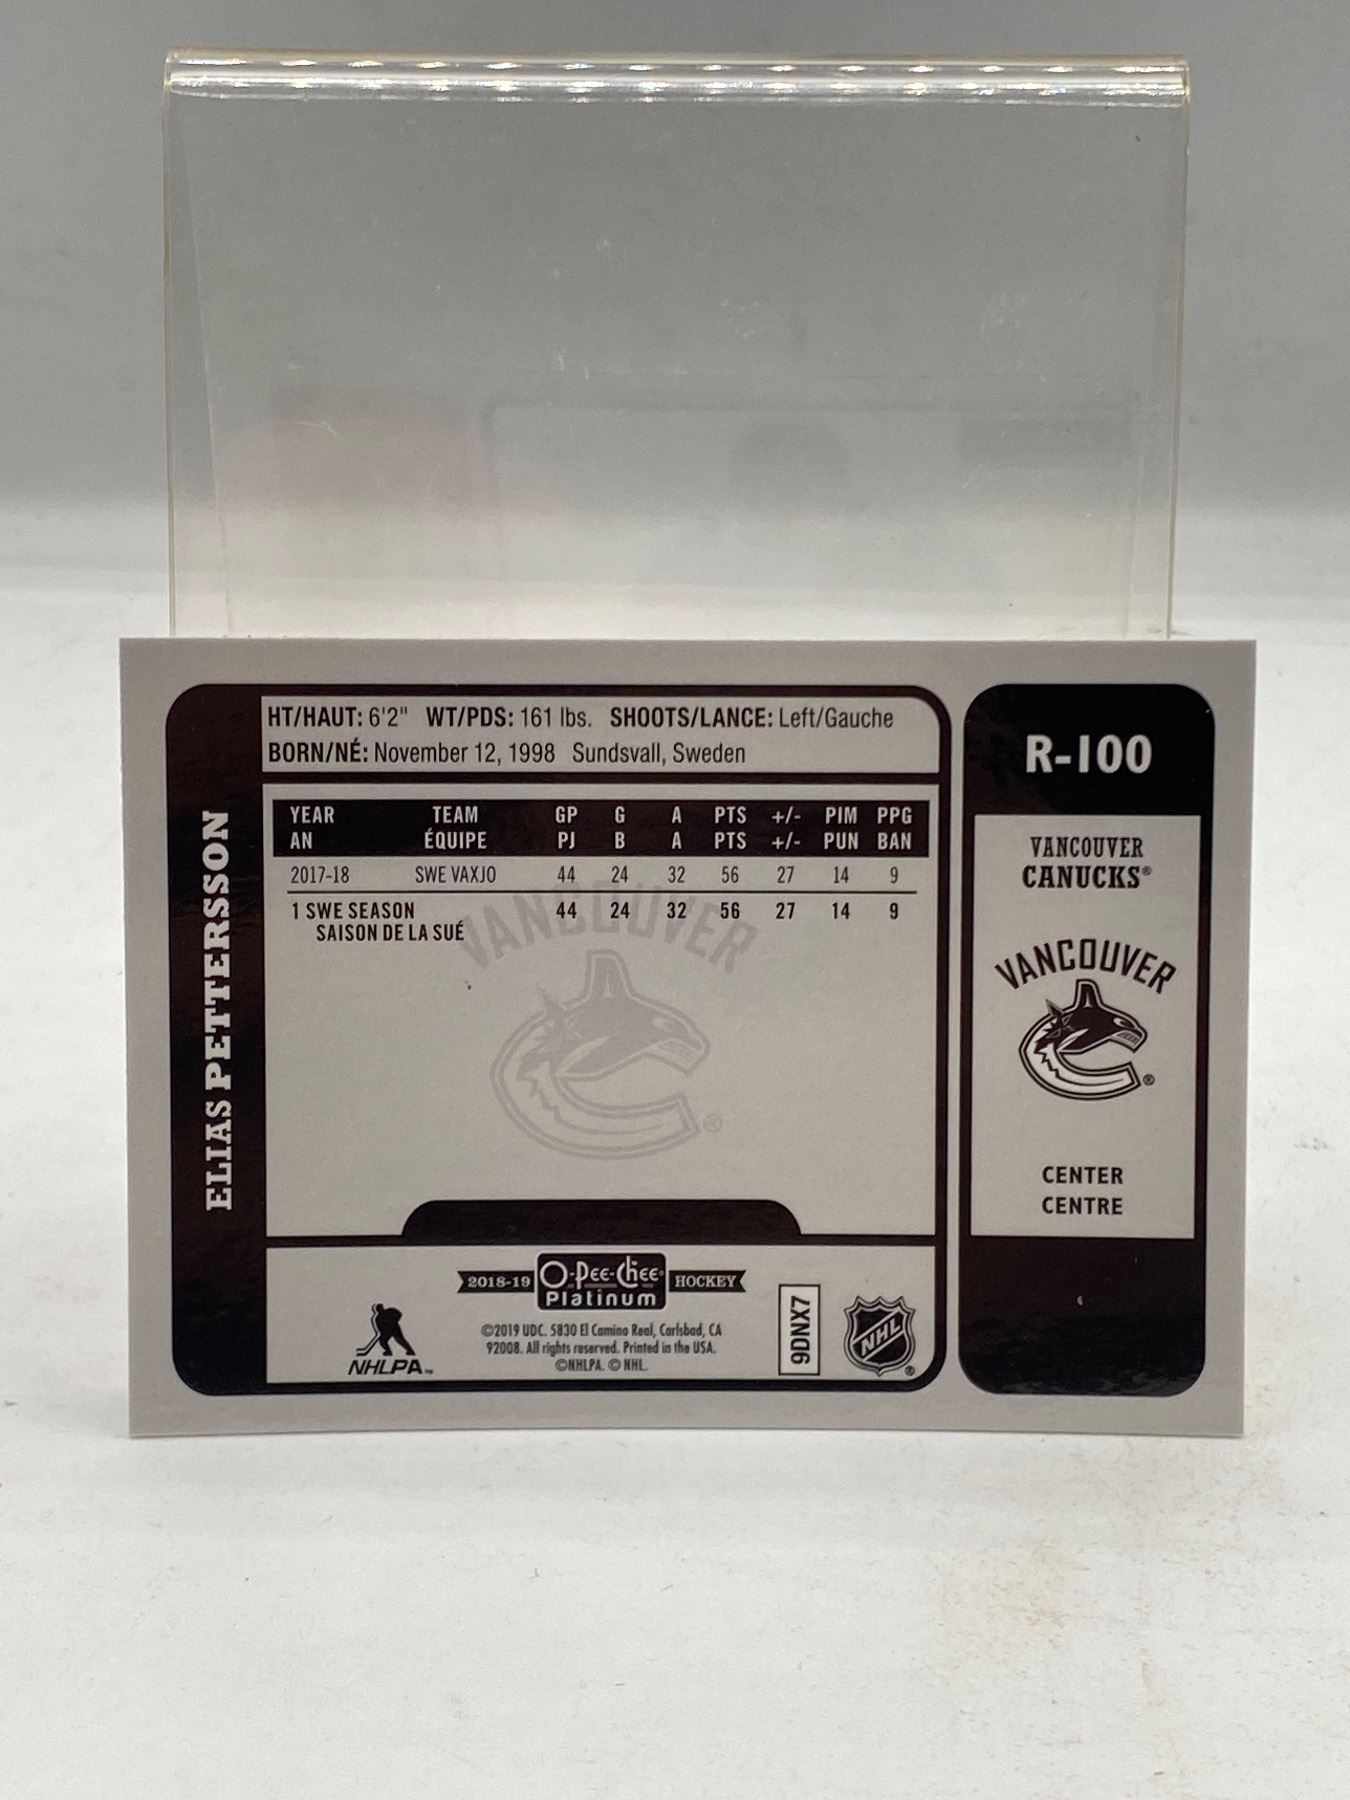 ELIAS PETTERSSON
HT/HAUT: 6'2" WT/PDS: 161 lbs. SHOOTS/LANCE: Left/Gauche
BORN/NÉ: November 12, 1998 Sundsvall, Sweden
YEAR TEAM GP G A PTS +/- PIM PPG
AN ÉQUIPE PJ B A PTS +/- PUN BAN
2017-18 SWE VAXJO 44 24 32 56 27 14 9
1 SWE SEASON 44 24 32 56 27 14 9
SAISON DE LA SUÉ
VANCOUVER
®
2018-19 O-Pee-Chee® HOCKEY
Platinum
©2019 UDC. 5830 El Camino Real, Carlsbad, CA
92008. All rights reserved. Printed in the USA.
©NHLPA. © NHL.
NHLPA™
9DNX7
NHL
®
R-100
VANCOUVER
CANUCKS®
VANCOUVER
®
CENTER
CENTRE